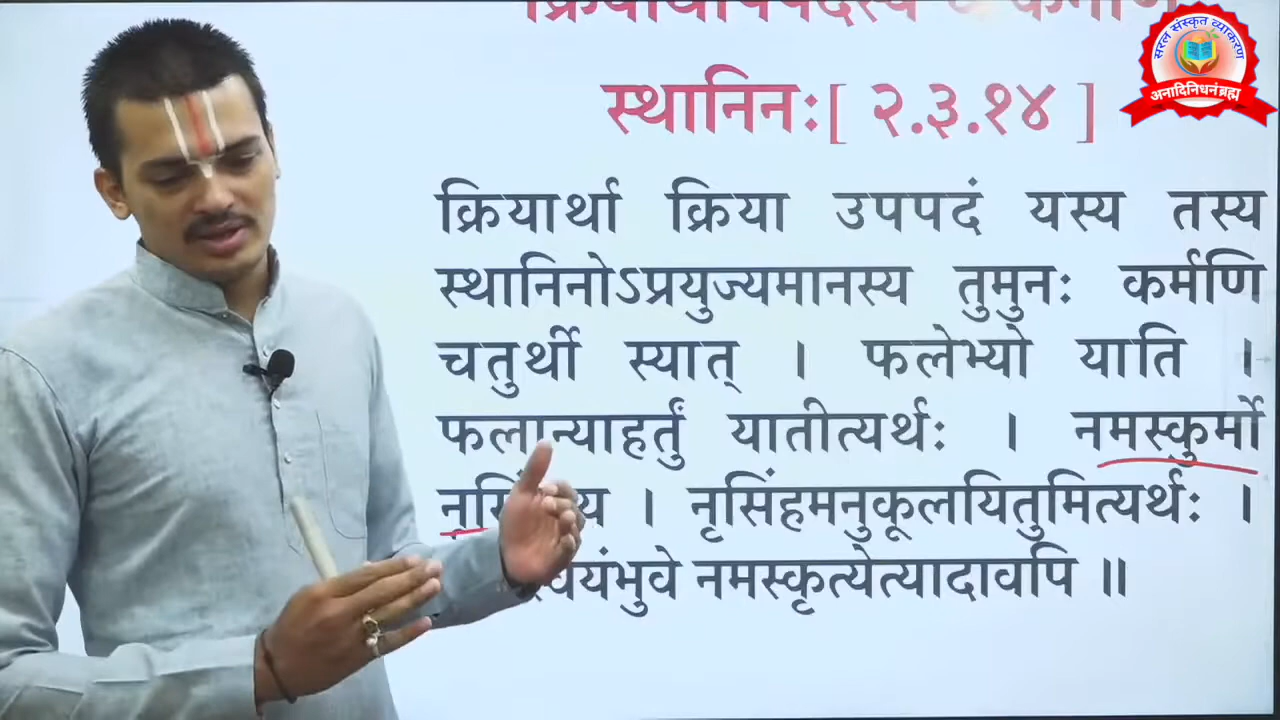 स्थानिनः[ २.३.१४ ]
सरल संस्कृत व्याकरण
अनादिनिधनं ब्रह्म
क्रियार्था क्रिया उपपदं यस्य तस्य
स्थानिनोऽप्रयुज्यमानस्य तुमुनः कर्मणि
चतुर्थी स्यात् । फलेभ्यो याति ।
फलान्याहर्तुं यातीत्यर्थः । नमस्कुर्मो
। नृसिंहमनुकूलयितुमित्यर्थः ।
नमस्कृत्येत्यादावपि ॥